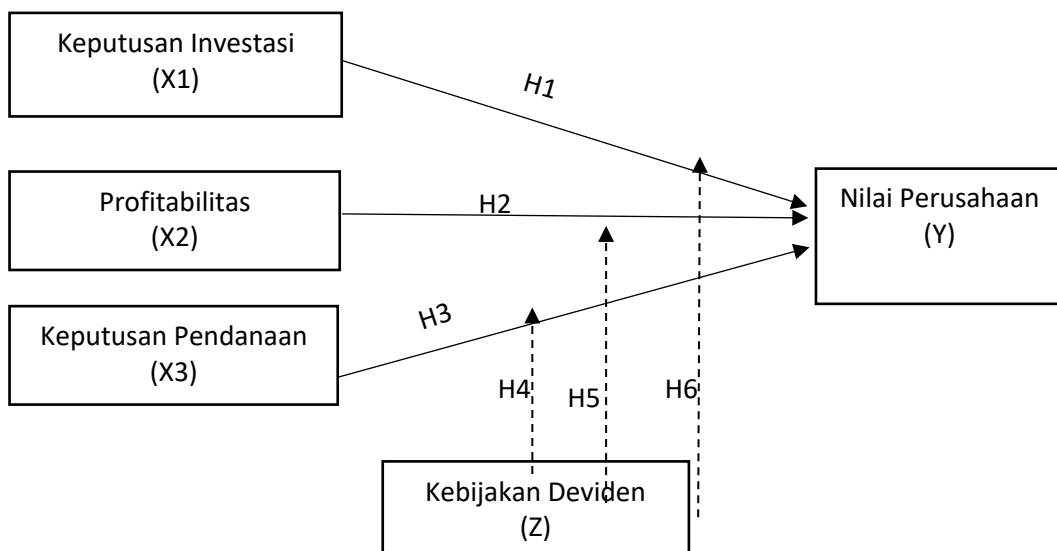 Keputusan Investasi
(X1)
H1
Profitabilitas
(X2)
H2
Nilai Perusahaan
(Y)
Keputusan Pendanaan
(X3)
H3
H4
H5
H6
Kebijakan Deviden
(Z)